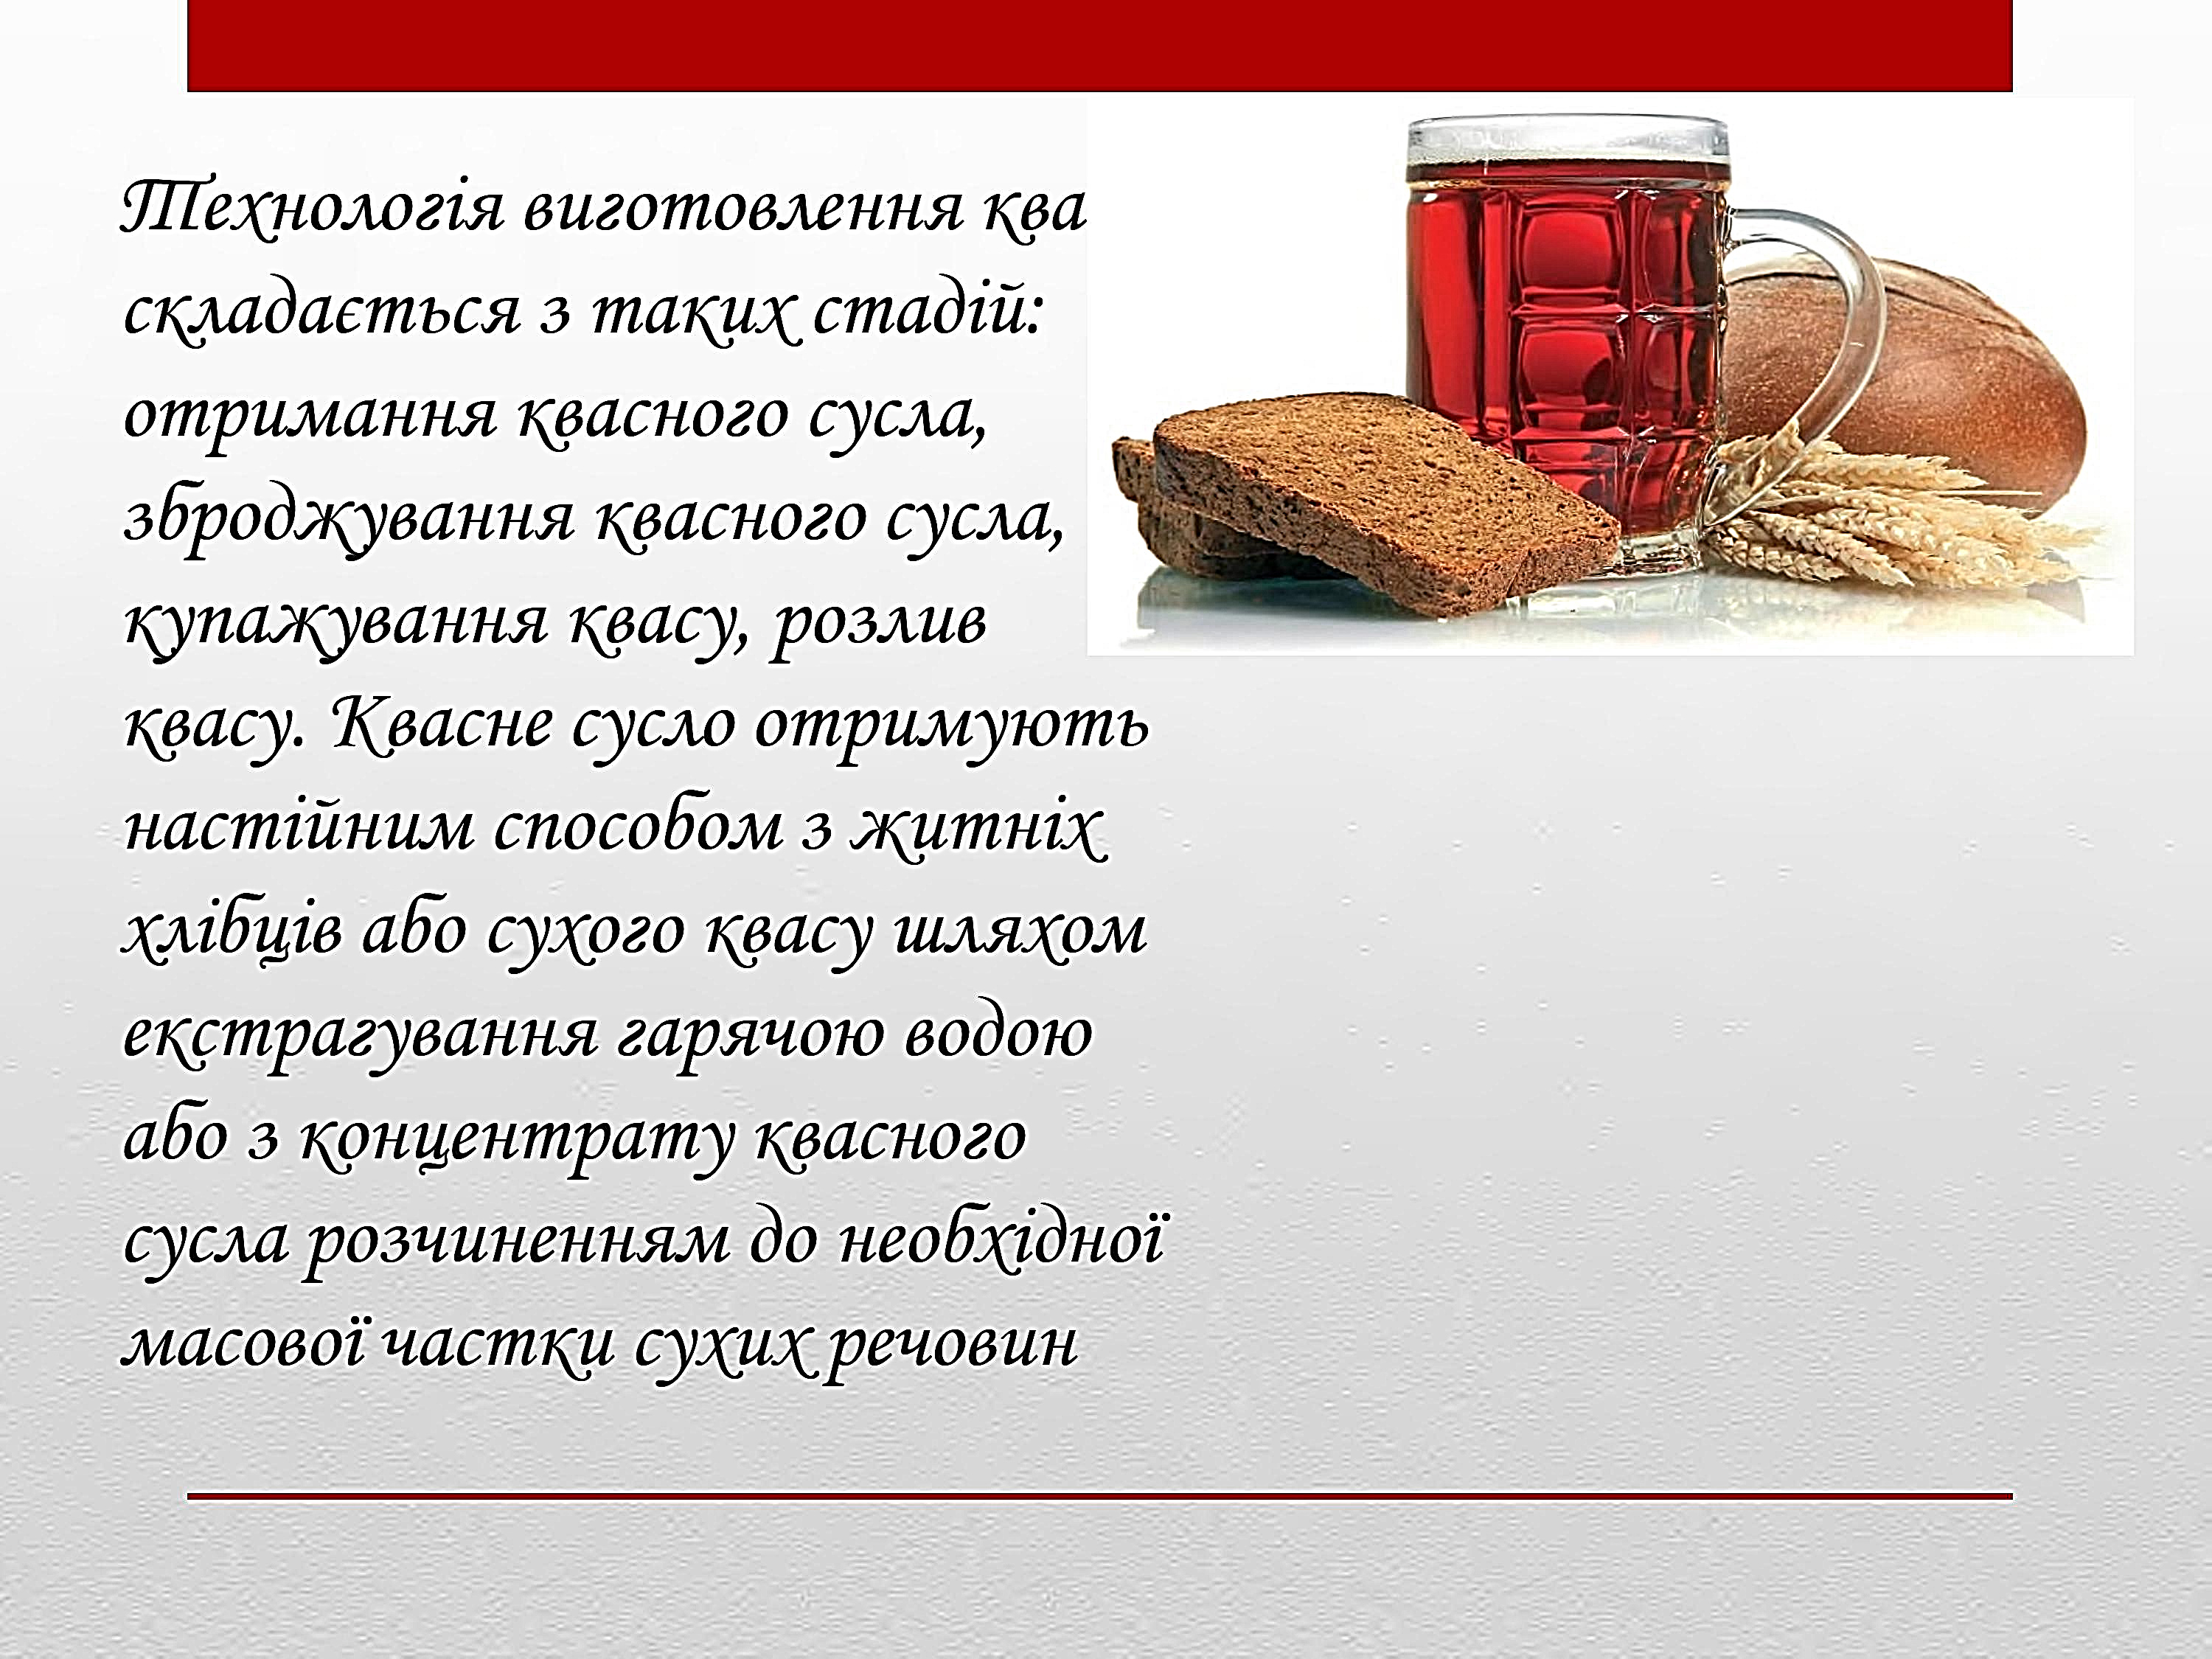 Технологія виготовлення ква
складається з таких стадій:
отримання квасного сусла,
зброджування квасного сусла,
купажування квасу, розлив
квасу. Квасне сусло отримують
настійним способом з житніх
хлібців або сухого квасу шляхом
екстрагування гарячою водою
або з концентрату квасного
сусла розчиненням до необхідної
масової частки сухих речовин